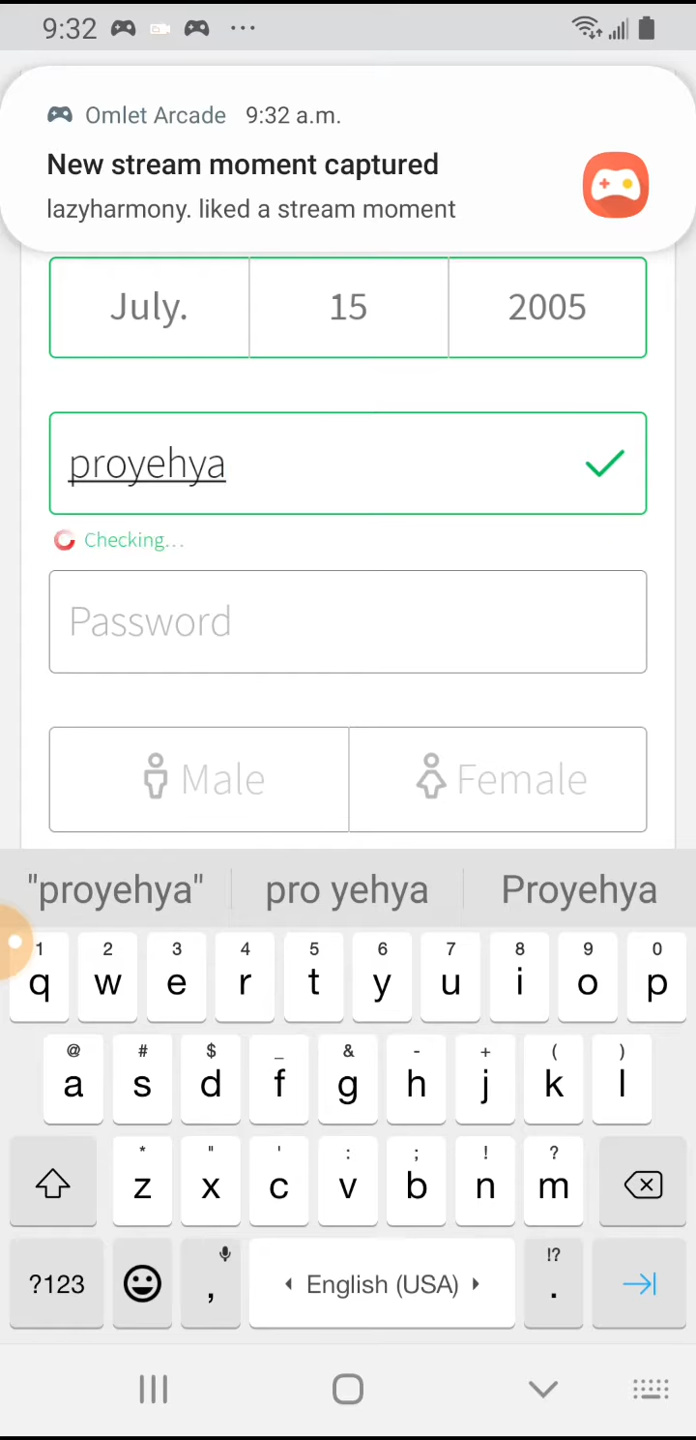 9:32 ...
Omlet Arcade 9:32 a.m.
New stream moment captured
lazyharmony. liked a stream moment
July. 15 2005
proyehya
Checking...
Password
Male Female
"proyehya" pro yehya Proyehya
1 2 3 4 5 6 7 8 9 0
q w e r t y u i o p
@ # $ _ & - + ( )
a s d f g h j k l
* " ' : ; ! ?
z x c v b n m
!?
?123 , English (USA) .